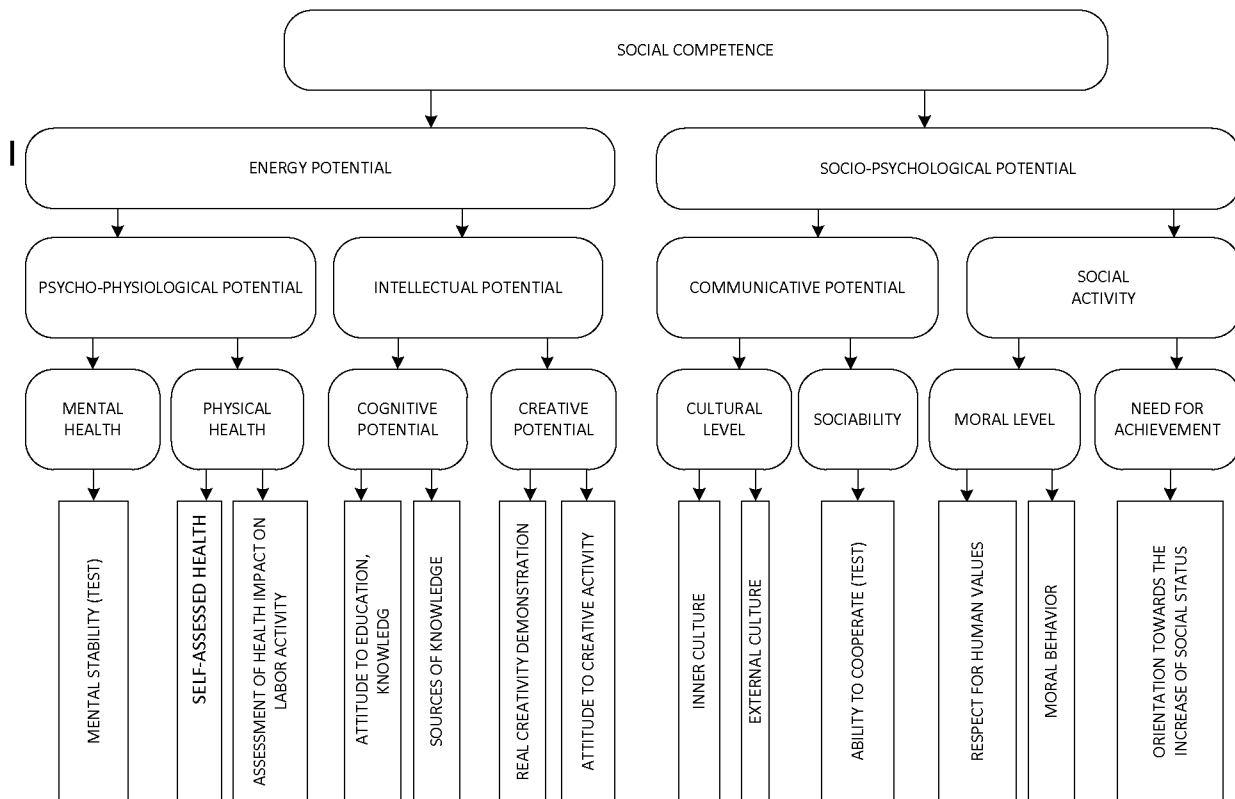 SOCIAL COMPETENCE
I
ENERGY POTENTIAL
SOCIO-PSYCHOLOGICAL POTENTIAL
PSYCHO-PHYSIOLOGICAL POTENTIAL
INTELLECTUAL POTENTIAL
COMMUNICATIVE POTENTIAL
SOCIAL
ACTIVITY
MENTAL
HEALTH
PHYSICAL
HEALTH
COGNITIVE
POTENTIAL
CREATIVE
POTENTIAL
CULTURAL
LEVEL
SOCIABILITY
MORAL LEVEL
NEED FOR
ACHIEVEMENT
MENTAL STABILITY (TEST)
SELF-ASSESSED HEALTH
ASSESSMENT OF HEALTH IMPACT ON
LABOR ACTIVITY
ATTITUDE TO EDUCATION,
KNOWLEDG
SOURCES OF KNOWLEDGE
REAL CREATIVITY DEMONSTRATION
ATTITUDE TO CREATIVE ACTIVITY
INNER CULTURE
EXTERNAL CULTURE
ABILITY TO COOPERATE (TEST)
RESPECT FOR HUMAN VALUES
MORAL BEHAVIOR
ORIENTATION TOWARDS THE
INCREASE OF SOCIAL STATUS